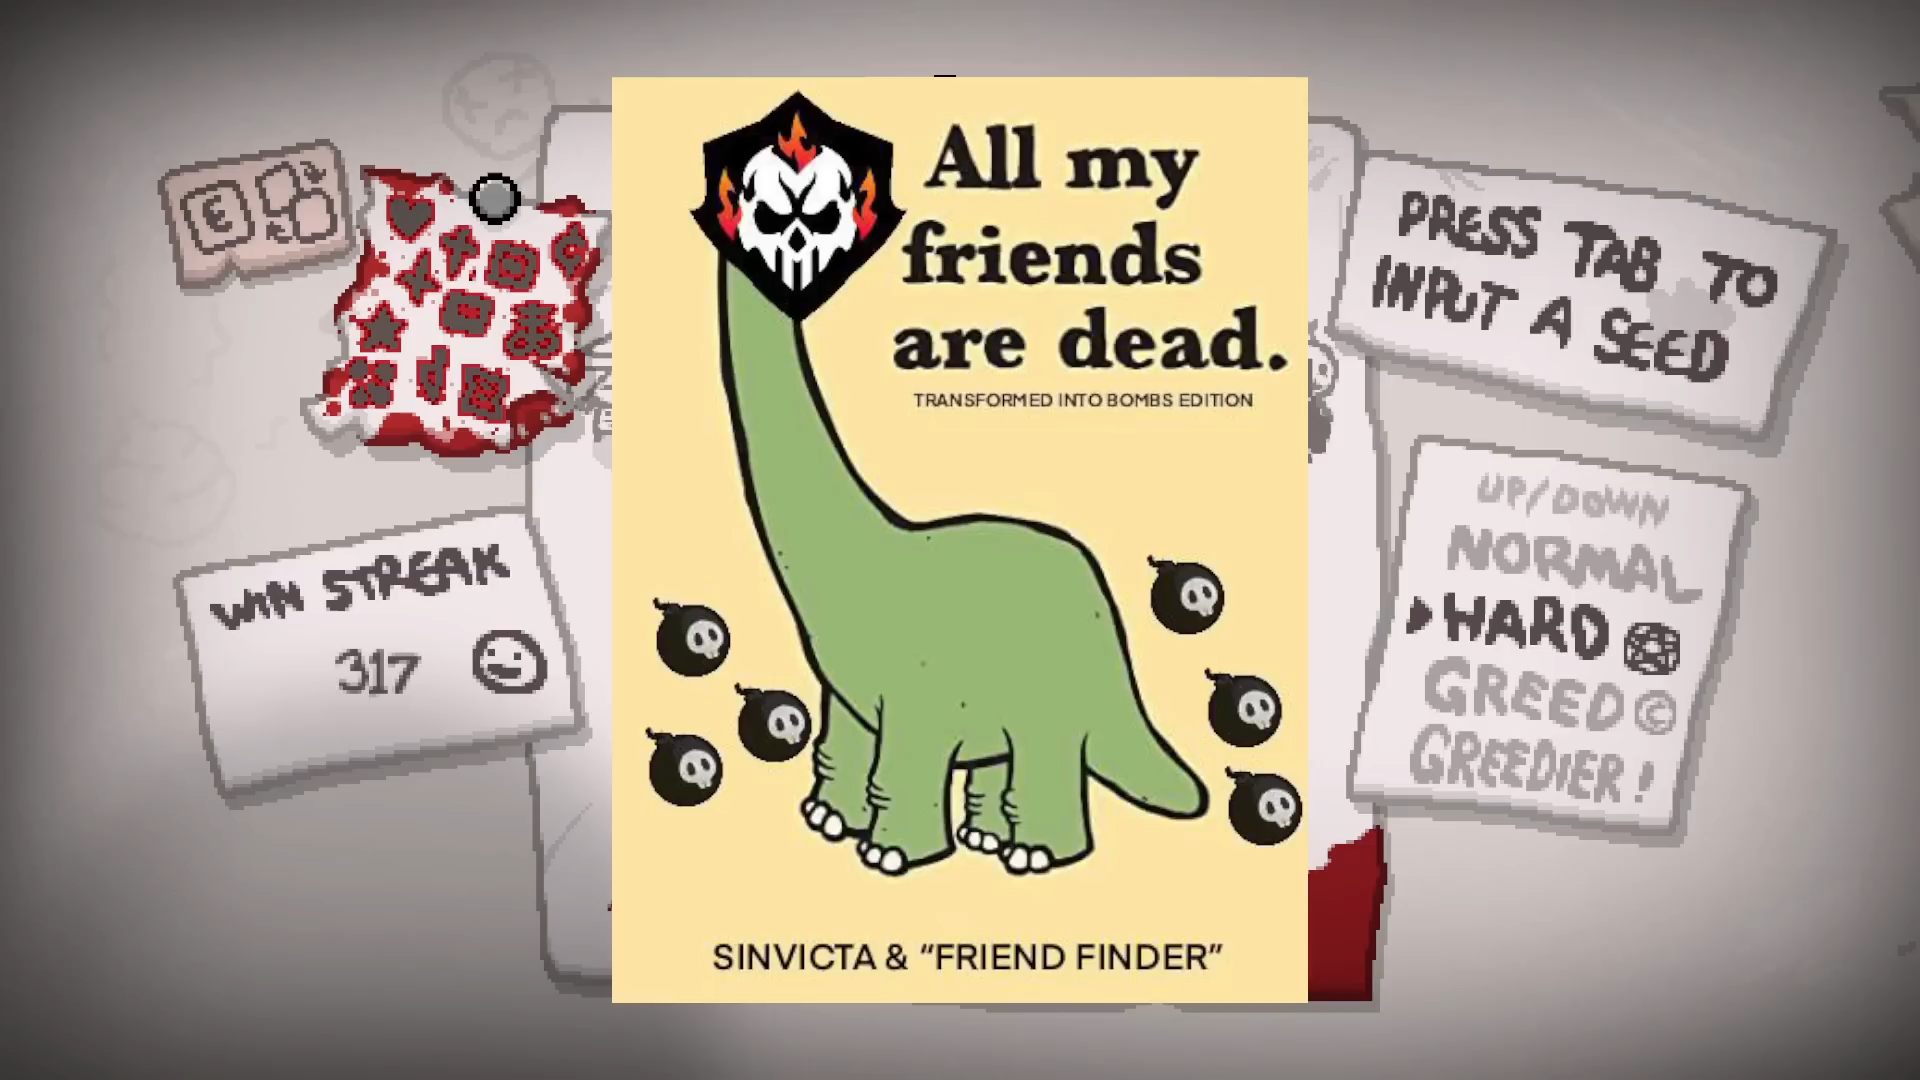 All my
friends
are dead.
TRANSFORMED INTO BOMBS EDITION
SINVICTA & “FRIEND FINDER”
WIN STREAK
317
PRESS TAB TO
INPUT A SEED
UP/DOWN
NORMAL
HARD
GREED
GREEDIER!